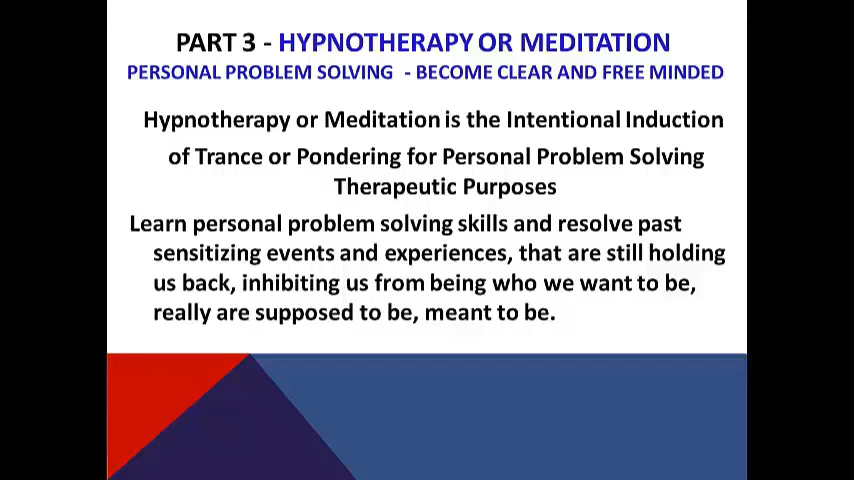 PART 3 - HYPNOTHERAPY OR MEDITATION
PERSONAL PROBLEM SOLVING - BECOME CLEAR AND FREE MINDED
Hypnotherapy or Meditation is the Intentional Induction
of Trance or Pondering for Personal Problem Solving
Therapeutic Purposes
Learn personal problem solving skills and resolve past
sensitizing events and experiences, that are still holding
us back, inhibiting us from being who we want to be,
really are supposed to be, meant to be.